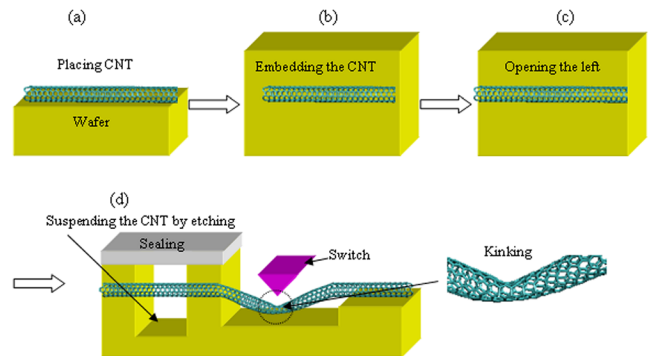 (a)
(b)
(c)
Placing CNT
Embedding the CNT
Opening the left
Wafer
(d)
Suspending the CNT by etching
Sealing
Switch
Kinking